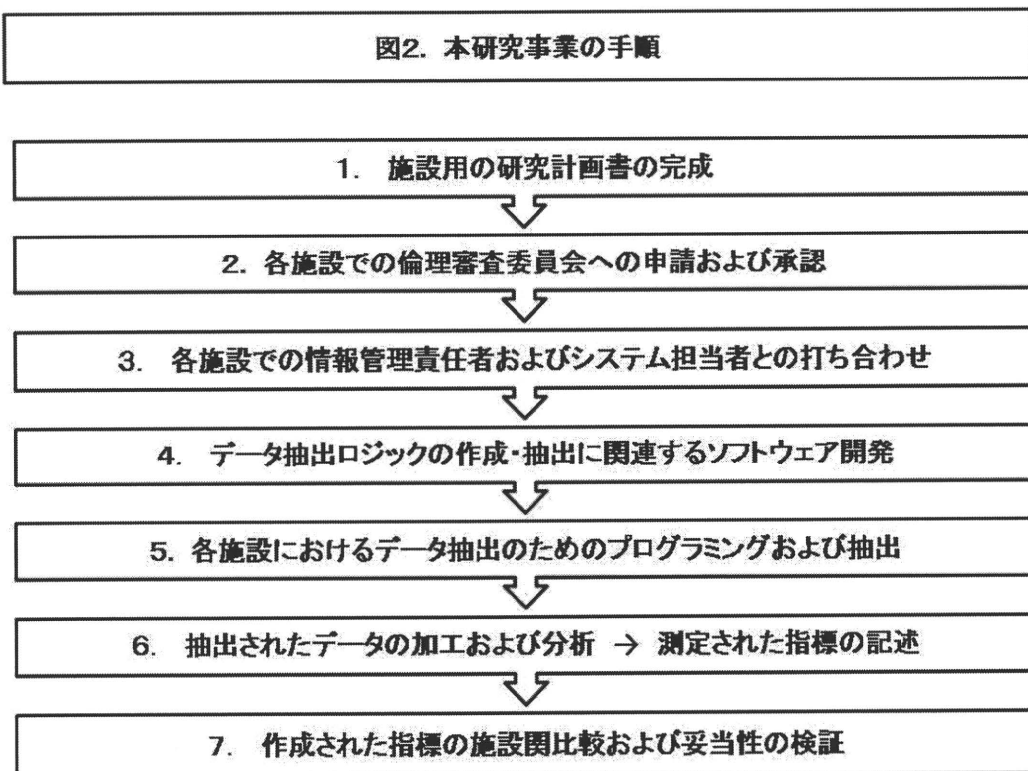 図2. 本研究事業の手順
1. 施設用の研究計画書の完成
2. 各施設での倫理審査委員会への申請および承認
3. 各施設での情報管理責任者およびシステム担当者との打ち合わせ
4. データ抽出ロジックの作成・抽出に関連するソフトウェア開発
5. 各施設におけるデータ抽出のためのプログラミングおよび抽出
6. 抽出されたデータの加工および分析 → 測定された指標の記述
7. 作成された指標の施設関比較および妥当性の検証